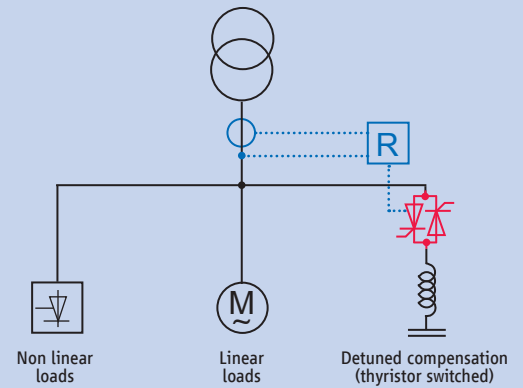 R
M
~
Non linear
loads
Linear
loads
Detuned compensation
(thyristor switched)